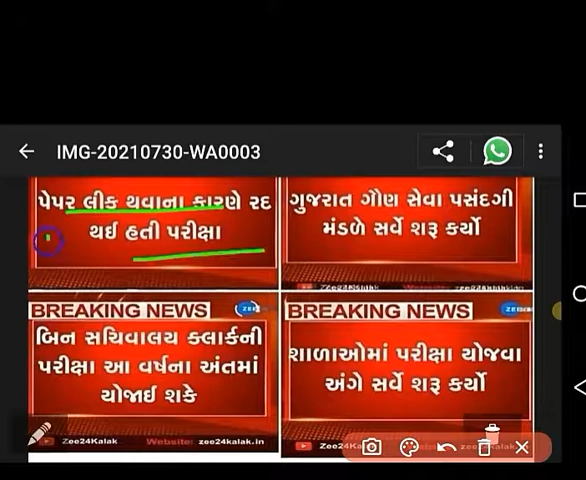 IMG-20210730-WA0003
પેપર લીક થવાના કારણે રદ
થઈ હતી પરીક્ષા
ગુજરાત ગૌણ સેવા પસંદગી
મંડળે સર્વે શરૂ કર્યો
BREAKING NEWS
બિન સચિવાલય ક્લાર્કની
પરીક્ષા આ વર્ષના અંતમાં
યોજાઈ શકે
Zee24Kalak Website: zee24kalak.in
BREAKING NEWS
શાળાઓમાં પરીક્ષા યોજવા
અંગે સર્વે શરૂ કર્યો